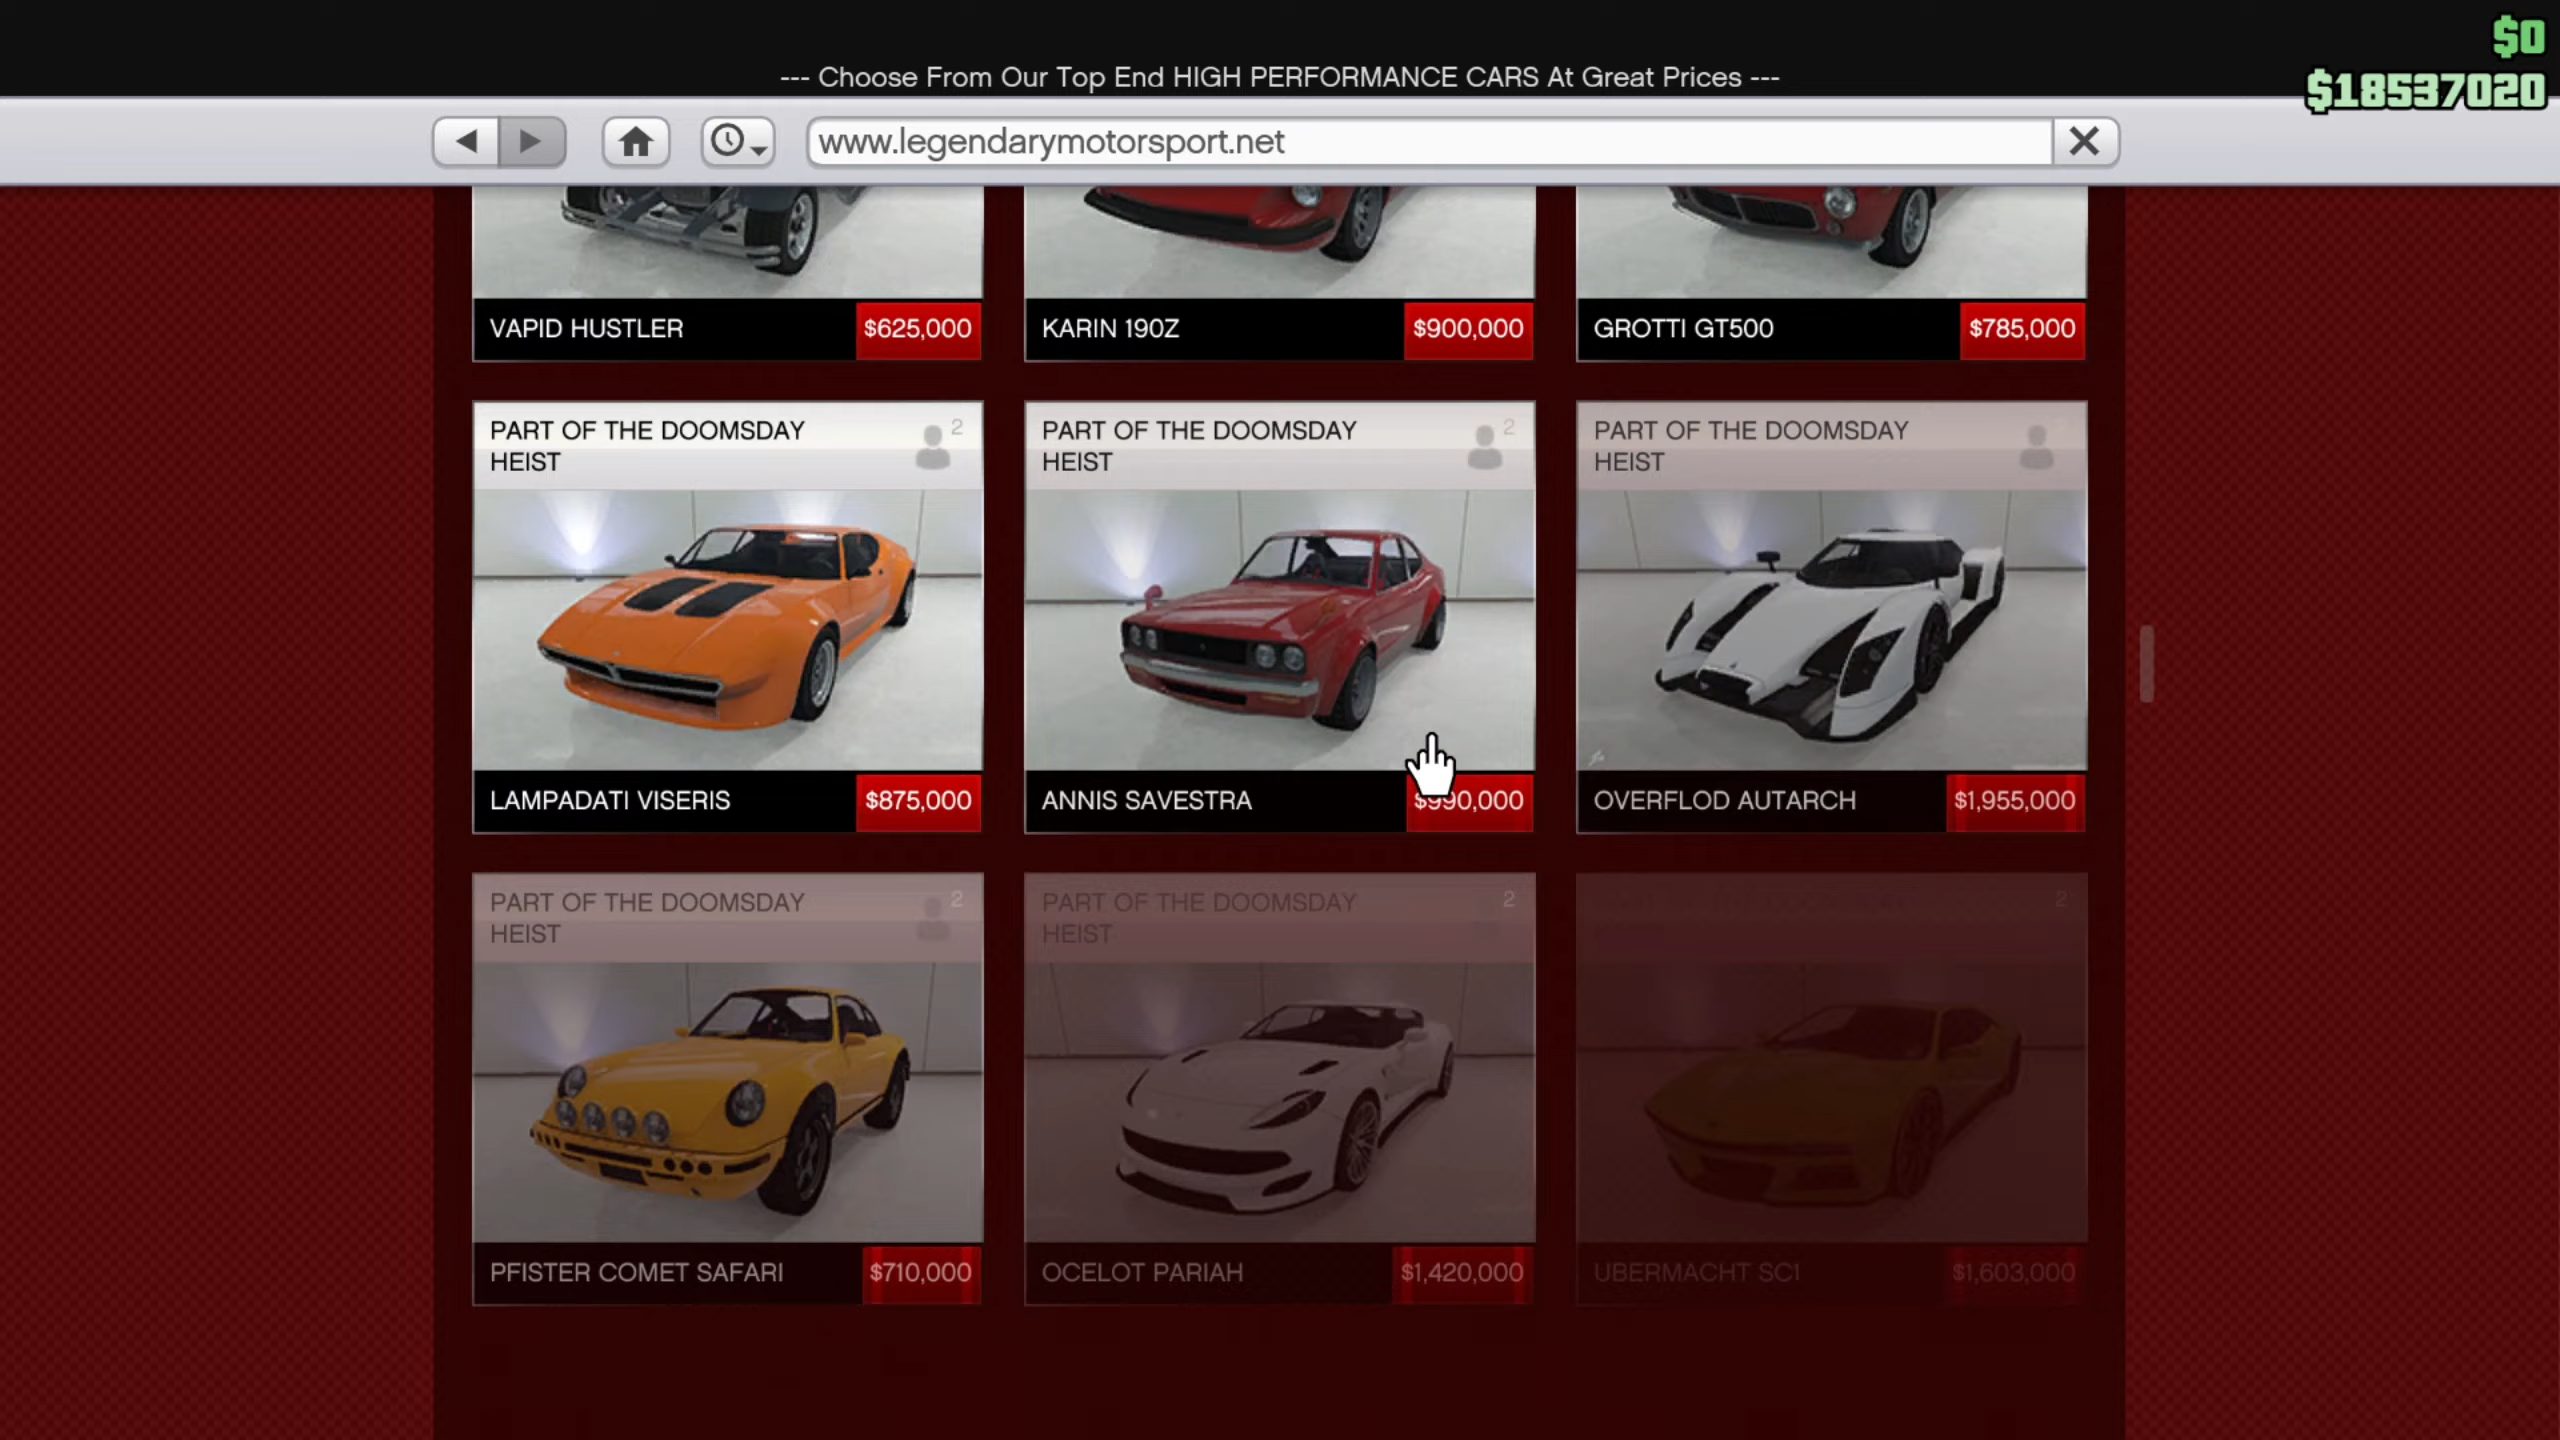 $0
--- Choose From Our Top End HIGH PERFORMANCE CARS At Great Prices ---
$18537020
www.legendarymotorsport.net
VAPID HUSTLER $625,000
KARIN 190Z $900,000
GROTTI GT500 $785,000
PART OF THE DOOMSDAY
HEIST
2
LAMPADATI VISERIS $875,000
PART OF THE DOOMSDAY
HEIST
2
ANNIS SAVESTRA $990,000
PART OF THE DOOMSDAY
HEIST
OVERFLOD AUTARCH $1,955,000
PART OF THE DOOMSDAY
HEIST
2
PFISTER COMET SAFARI $710,000
PART OF THE DOOMSDAY
HEIST
2
OCELOT PARIAH $1,420,000
2
UBERMACHT SC1 $1,603,000